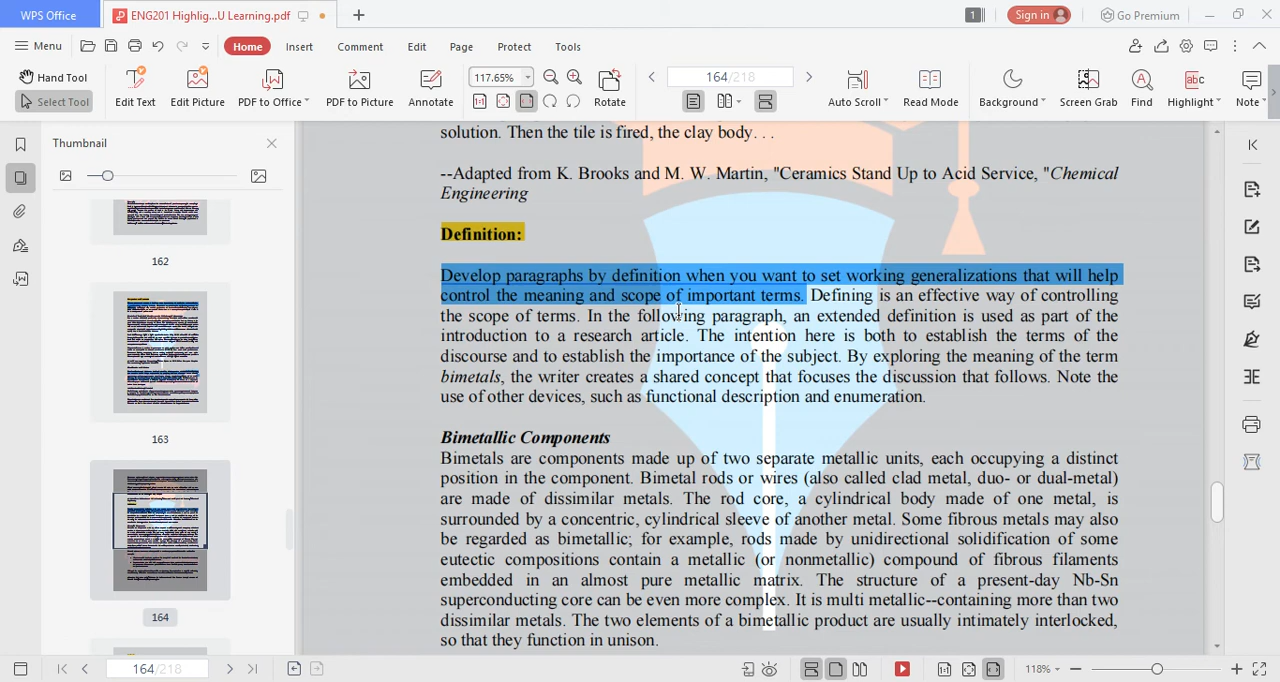 WPS Office
ENG201 Highlig...U Learning.pdf
1
Sign in
Go Premium
Menu
Home
Insert
Comment
Edit
Page
Protect
Tools
Hand Tool
Select Tool
Edit Text
Edit Picture
PDF to Office
PDF to Picture
Annotate
117.65%
Rotate
164/218
Auto Scroll
Read Mode
Background
Screen Grab
Find
Highlight
Note
Thumbnail
162
163
164
solution. Then the tile is fired, the clay body. . .
--Adapted from K. Brooks and M. W. Martin, "Ceramics Stand Up to Acid Service, "Chemical
Engineering
Definition:
Develop paragraphs by definition when you want to set working generalizations that will help
control the meaning and scope of important terms. Defining is an effective way of controlling
the scope of terms. In the following paragraph, an extended definition is used as part of the
introduction to a research article. The intention here is both to establish the terms of the
discourse and to establish the importance of the subject. By exploring the meaning of the term
bimetals, the writer creates a shared concept that focuses the discussion that follows. Note the
use of other devices, such as functional description and enumeration.
Bimetallic Components
Bimetals are components made up of two separate metallic units, each occupying a distinct
position in the component. Bimetal rods or wires (also called clad metal, duo- or dual-metal)
are made of dissimilar metals. The rod core, a cylindrical body made of one metal, is
surrounded by a concentric, cylindrical sleeve of another metal. Some fibrous metals may also
be regarded as bimetallic; for example, rods made by unidirectional solidification of some
eutectic compositions contain a metallic (or nonmetallic) compound of fibrous filaments
embedded in an almost pure metallic matrix. The structure of a present-day Nb-Sn
superconducting core can be even more complex. It is multi metallic--containing more than two
dissimilar metals. The two elements of a bimetallic product are usually intimately interlocked,
so that they function in unison.
164/218
118%